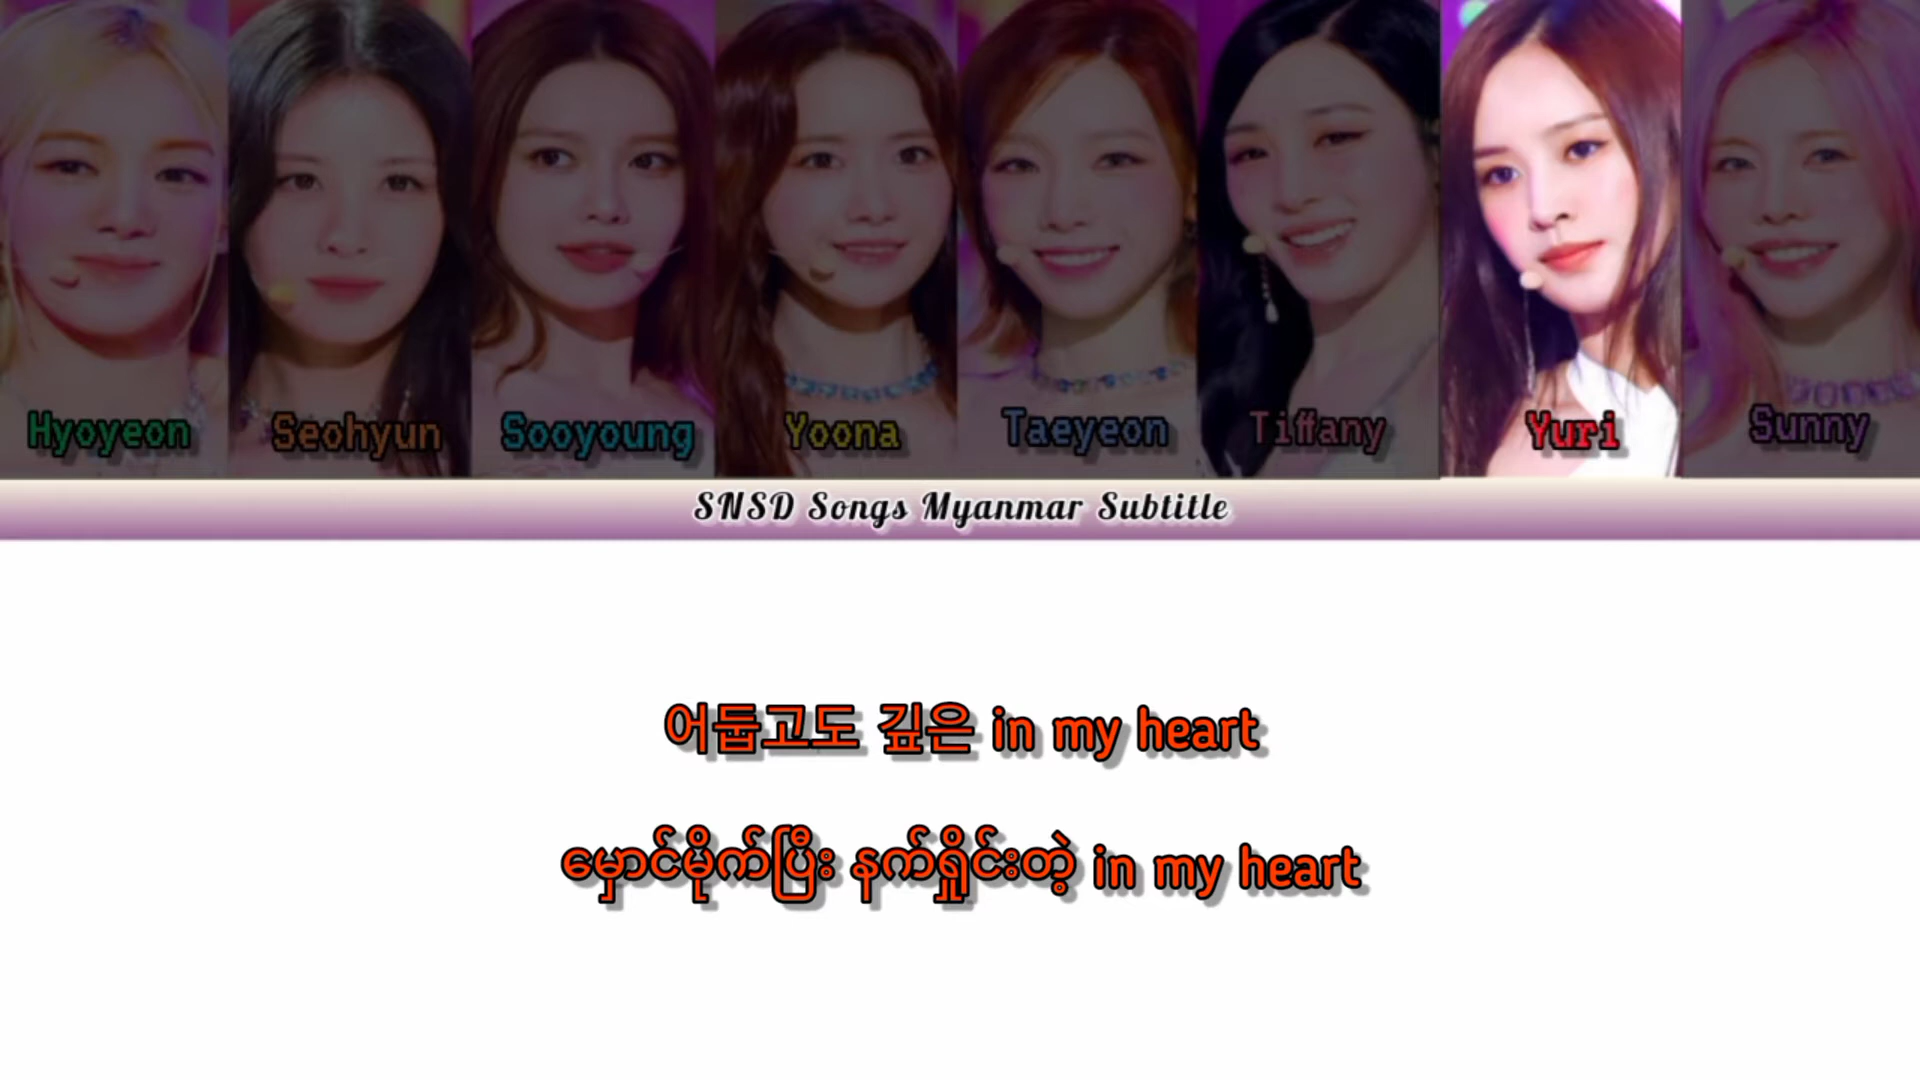 Hyoyeon Seohyun Sooyoung Yoona Taeyeon Tiffany Yuri Sunny
SNSD Songs Myanmar Subtitle
어둡고도 깊은 in my heart
မှောင်မိုက်ပြီး နက်ရှိုင်းတဲ့ in my heart